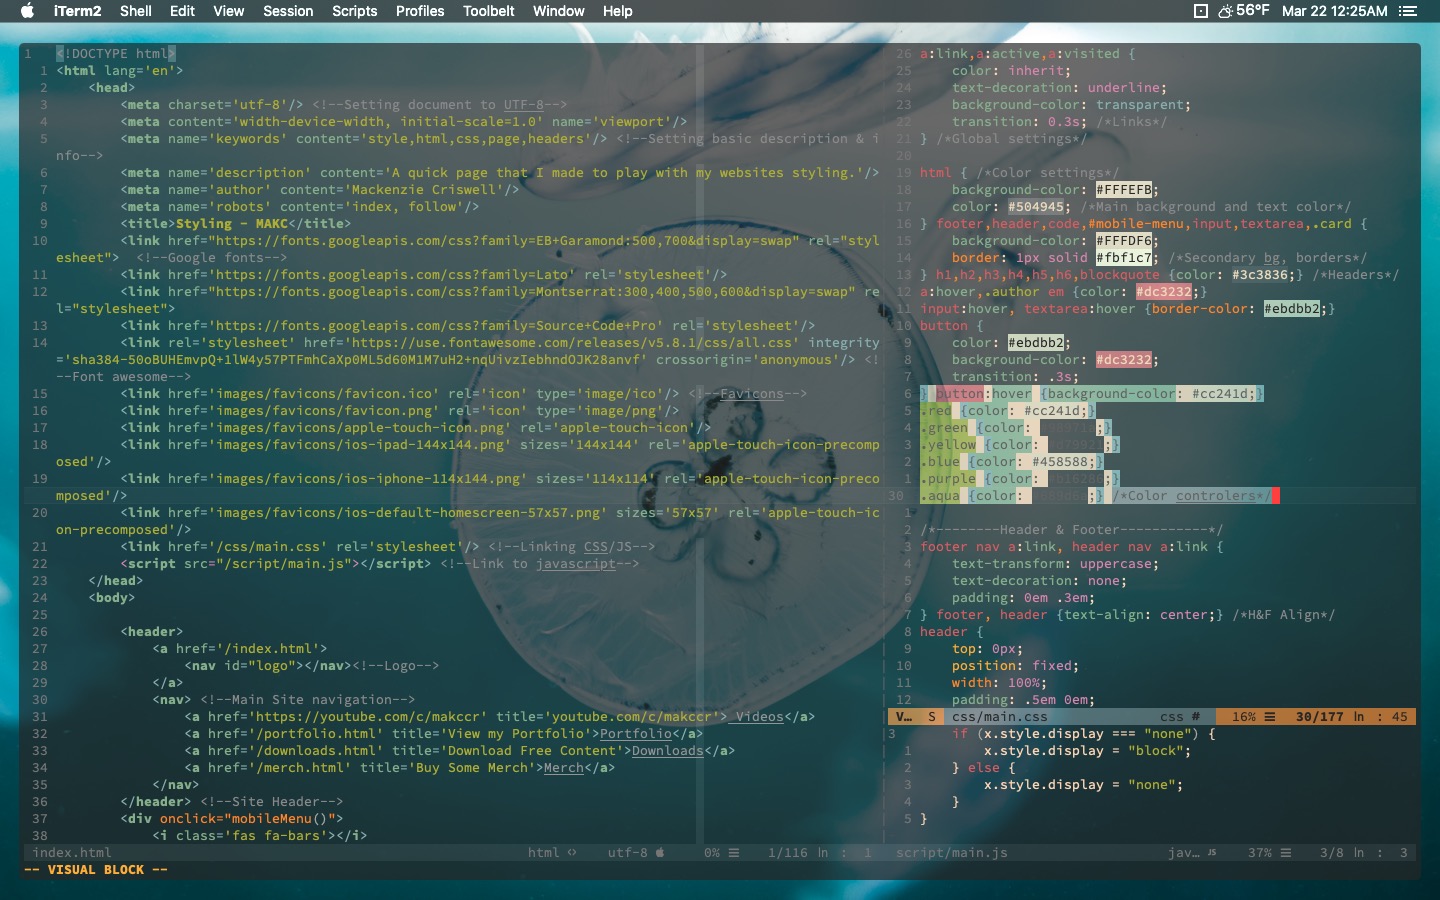 iTerm2 Shell Edit View Session Scripts Profiles Toolbelt Window Help 56°F Mar 22 12:25AM
1 <!DOCTYPE html>
1 <html lang='en'>
2 <head>
3 <meta charset='utf-8'/> <!--Setting document to UTF-8-->
4 <meta content='width-device-width, initial-scale=1.0' name='viewport'/>
5 <meta name='keywords' content='style,html,css,page,headers'/> <!--Setting basic description & i
nfo-->
6 <meta name='description' content='A quick page that I made to play with my websites styling.'/>
7 <meta name='author' content='Mackenzie Criswell'/>
8 <meta name='robots' content='index, follow'/>
9 <title>Styling - MAKC</title>
10 <link href="https://fonts.googleapis.com/css?family=EB+Garamond:500,700&display=swap" rel="styl
esheet"> <!--Google fonts-->
11 <link href='https://fonts.googleapis.com/css?family=Lato' rel='stylesheet'/>
12 <link href="https://fonts.googleapis.com/css?family=Montserrat:300,400,500,600&display=swap" re
l="stylesheet">
13 <link href='https://fonts.googleapis.com/css?family=Source+Code+Pro' rel='stylesheet'/>
14 <link rel='stylesheet' href='https://use.fontawesome.com/releases/v5.8.1/css/all.css' integrity
='sha384-50oBUHEmvpQ+1lW4y57PTFmhCaXp0ML5d60M1M7uH2+nqUivzIebhndOJK28anvf' crossorigin='anonymous'/> <!
--Font awesome-->
15 <link href='images/favicons/favicon.ico' rel='icon' type='image/ico'/> <!--Favicons-->
16 <link href='images/favicons/favicon.png' rel='icon' type='image/png'/>
17 <link href='images/favicons/apple-touch-icon.png' rel='apple-touch-icon'/>
18 <link href='images/favicons/ios-ipad-144x144.png' sizes='144x144' rel='apple-touch-icon-precomp
osed'/>
19 <link href='images/favicons/ios-iphone-114x144.png' sizes='114x114' rel='apple-touch-icon-preco
mposed'/>
20 <link href='images/favicons/ios-default-homescreen-57x57.png' sizes='57x57' rel='apple-touch-ic
on-precomposed'/>
21 <link href='/css/main.css' rel='stylesheet'/> <!--Linking CSS/JS-->
22 <script src="/script/main.js"></script> <!--Link to javascript-->
23 </head>
24 <body>
25
26 <header>
27 <a href='/index.html'>
28 <nav id="logo"></nav><!--Logo-->
29 </a>
30 <nav> <!--Main Site navigation-->
31 <a href='https://youtube.com/c/makccr' title='youtube.com/c/makccr'> Videos</a>
32 <a href='/portfolio.html' title='View my Portfolio'>Portfolio</a>
33 <a href='/downloads.html' title='Download Free Content'>Downloads</a>
34 <a href='/merch.html' title='Buy Some Merch'>Merch</a>
35 </nav>
36 </header> <!--Site Header-->
37 <div onclick="mobileMenu()">
38 <i class='fas fa-bars'></i>
index.html html utf-8 0% 1/116 ln : 1
-- VISUAL BLOCK --
26 a:link,a:active,a:visited {
25 color: inherit;
24 text-decoration: underline;
23 background-color: transparent;
22 transition: 0.3s; /*Links*/
21 } /*Global settings*/
20
19 html { /*Color settings*/
18 background-color: #FFFEFB;
17 color: #504945; /*Main background and text color*/
16 } footer,header,code,#mobile-menu,input,textarea,.card {
15 background-color: #FFFDF6;
14 border: 1px solid #fbf1c7; /*Secondary bg, borders*/
13 } h1,h2,h3,h4,h5,h6,blockquote {color: #3c3836;} /*Headers*/
12 a:hover,.author em {color: #dc3232;}
11 input:hover, textarea:hover {border-color: #ebdbb2;}
10 button {
9 color: #ebdbb2;
8 background-color: #dc3232;
7 transition: .3s;
6 } button:hover {background-color: #cc241d;}
5 .red {color: #cc241d;}
4 .green {color: ;}
3 .yellow {color: ;}
2 .blue {color: #458588;}
1 .purple {color: ;}
30 .aqua {color: ;} /*Color controlers*/
1
2 /*--------Header & Footer-----------*/
3 footer nav a:link, header nav a:link {
4 text-transform: uppercase;
5 text-decoration: none;
6 padding: 0em .3em;
7 } footer, header {text-align: center;} /*H&F Align*/
8 header {
9 top: 0px;
10 position: fixed;
11 width: 100%;
12 padding: .5em 0em;
V… S css/main.css css # 16% 30/177 ln : 45
3 if (x.style.display === "none") {
1 x.style.display = "block";
2 } else {
3 x.style.display = "none";
4 }
5 }
script/main.js jav… JS 37% 3/8 ln : 3